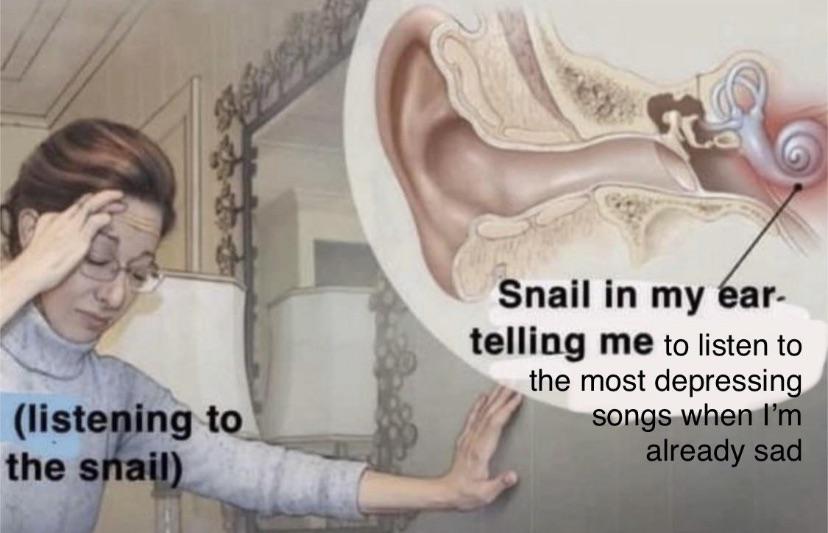 Snail in my ear-
telling me to listen to
the most depressing
songs when I'm
already sad
(listening to
the snail)